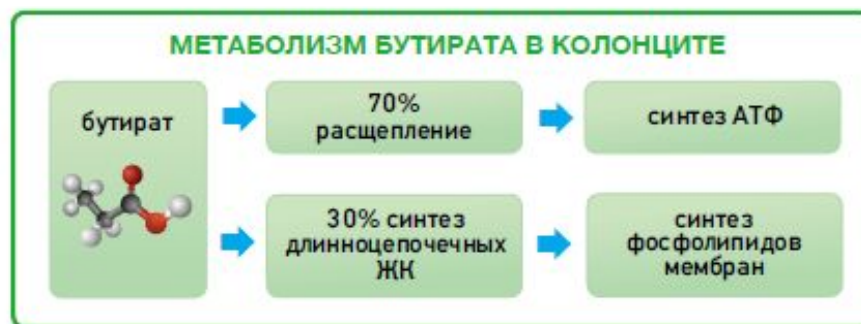 МЕТАБОЛИЗМ БУТИРАТА В КОЛОНЦИТЕ
бутират
70%
расщепление
синтез АТФ
30% синтез
длинноцепочечных
ЖК
синтез
фосфолипидов
мембран